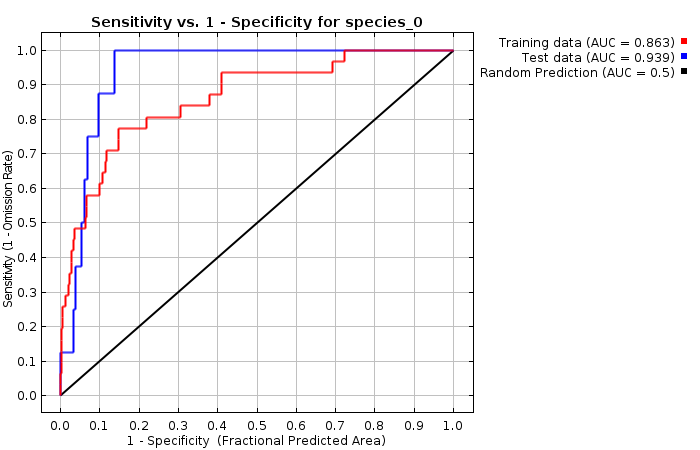 Sensitivity vs. 1 - Specificity for species_0
Training data (AUC = 0.863)
Test data (AUC = 0.939)
Random Prediction (AUC = 0.5)
Sensitivity (1 - Omission Rate)
1.0
0.9
0.8
0.7
0.6
0.5
0.4
0.3
0.2
0.1
0.0
0.0 0.1 0.2 0.3 0.4 0.5 0.6 0.7 0.8 0.9 1.0
1 - Specificity (Fractional Predicted Area)